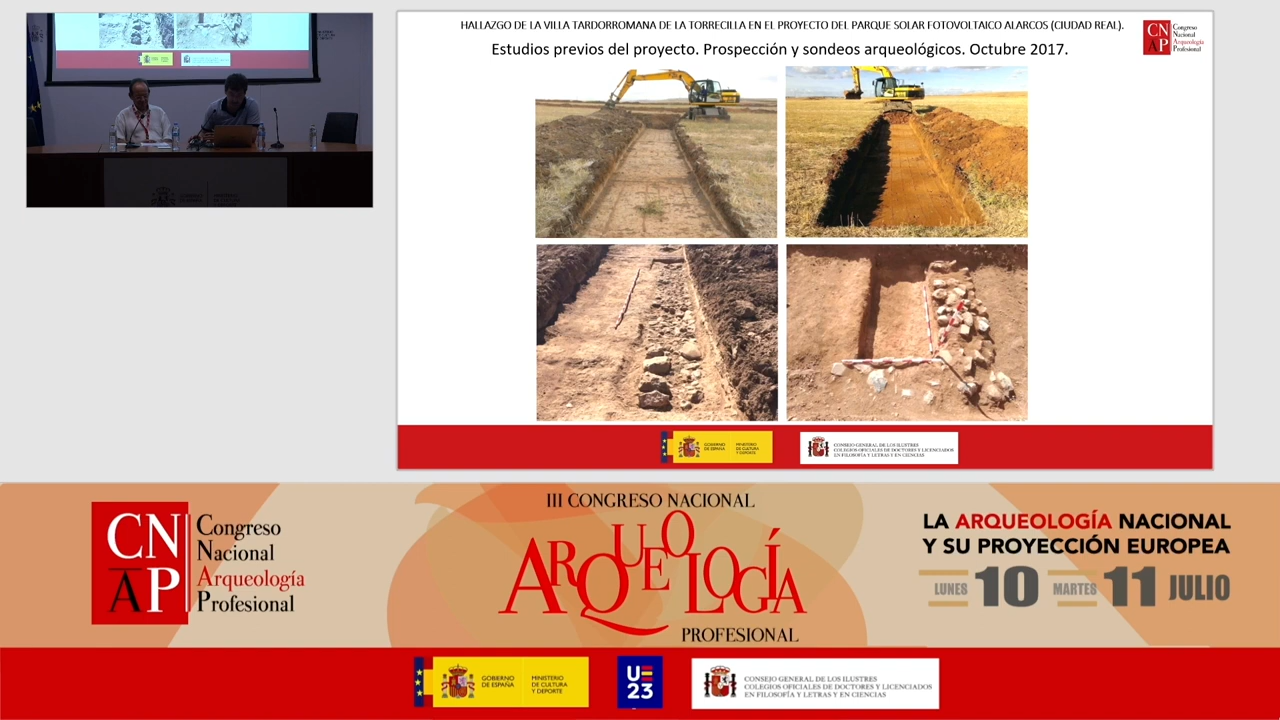 HALLAZGO DE LA VILLA TARDORROMANA DE LA TORRECILLA EN EL PROYECTO DEL PARQUE SOLAR FOTOVOLTAICO ALARCOS (CIUDAD REAL).
Estudios previos del proyecto. Prospección y sondeos arqueológicos. Octubre 2017.
CN
AP
Congreso
Nacional
Arqueología
Profesional
GOBIERNO
DE ESPAÑA
MINISTERIO
DE CULTURA
Y DEPORTE
CONSEJO GENERAL DE LOS ILUSTRES
COLEGIOS OFICIALES DE DOCTORES Y LICENCIADOS
EN FILOSOFÍA Y LETRAS Y EN CIENCIAS
CN
AP
Congreso
Nacional
Arqueología
Profesional
III CONGRESO NACIONAL
ARQUEOLOGÍA
PROFESIONAL
LA ARQUEOLOGÍA NACIONAL
Y SU PROYECCIÓN EUROPEA
LUNES 10 MARTES 11 JULIO
GOBIERNO
DE ESPAÑA
MINISTERIO
DE CULTURA
Y DEPORTE
UE
23
CONSEJO GENERAL DE LOS ILUSTRES
COLEGIOS OFICIALES DE DOCTORES Y LICENCIADOS
EN FILOSOFÍA Y LETRAS Y EN CIENCIAS